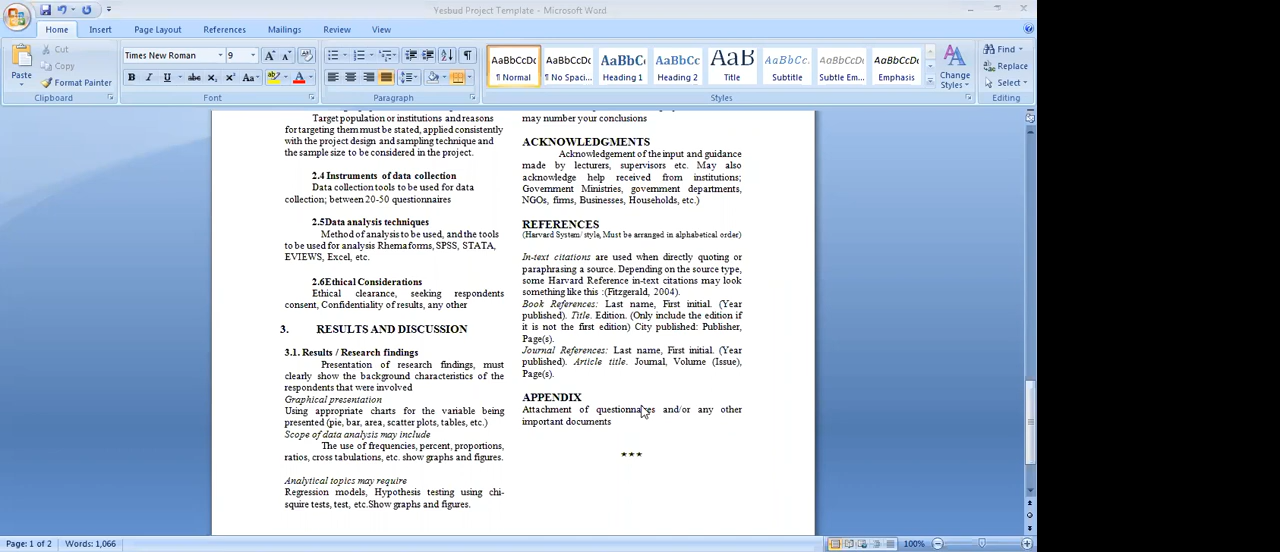 Yesbud Project Template - Microsoft Word
Home Insert Page Layout References Mailings Review View
Paste
Cut
Copy
Format Painter
Clipboard
Times New Roman 9
B I U abc X₂ X² Aa
Font
Paragraph
AaBbCcDc AaBbCcDc AaBbC AaBbCc AaB AaBbCc. AaBbCcDc AaBbCcDc
¶ Normal ¶ No Spaci... Heading 1 Heading 2 Title Subtitle Subtle Em... Emphasis
Change
Styles
Styles
Find
Replace
Select
Editing
Target population or institutions and reasons
for targeting them must be stated, applied consistently
with the project design and sampling technique and
the sample size to be considered in the project.
2.4 Instruments of data collection
Data collection tools to be used for data
collection; between 20-50 questionnaires
2.5Data analysis techniques
Method of analysis to be used, and the tools
to be used for analysis Rhemaforms, SPSS, STATA,
EVIEWS, Excel, etc.
2.6Ethical Considerations
Ethical clearance, seeking respondents
consent, Confidentiality of results, any other
3. RESULTS AND DISCUSSION
3.1. Results / Research findings
Presentation of research findings, must
clearly show the background characteristics of the
respondents that were involved
Graphical presentation
Using appropriate charts for the variable being
presented (pie, bar, area, scatter plots, tables, etc.)
Scope of data analysis may include
The use of frequencies, percent, proportions,
ratios, cross tabulations, etc. show graphs and figures.
Analytical topics may require
Regression models, Hypothesis testing using chi-
squire tests, test, etc.Show graphs and figures.
may number your conclusions
ACKNOWLEDGMENTS
Acknowledgement of the input and guidance
made by lecturers, supervisors etc. May also
acknowledge help received from institutions;
Government Ministries, government departments,
NGOs, firms, Businesses, Households, etc.)
REFERENCES
(Harvard System/ style, Must be arranged in alphabetical order)
In-text citations are used when directly quoting or
paraphrasing a source. Depending on the source type,
some Harvard Reference in-text citations may look
something like this :(Fitzgerald, 2004).
Book References: Last name, First initial. (Year
published). Title. Edition. (Only include the edition if
it is not the first edition) City published: Publisher,
Page(s).
Journal References: Last name, First initial. (Year
published). Article title. Journal, Volume (Issue),
Page(s).
APPENDIX
Attachment of questionnaires and/or any other
important documents
Page: 1 of 2 Words: 1,066 100%